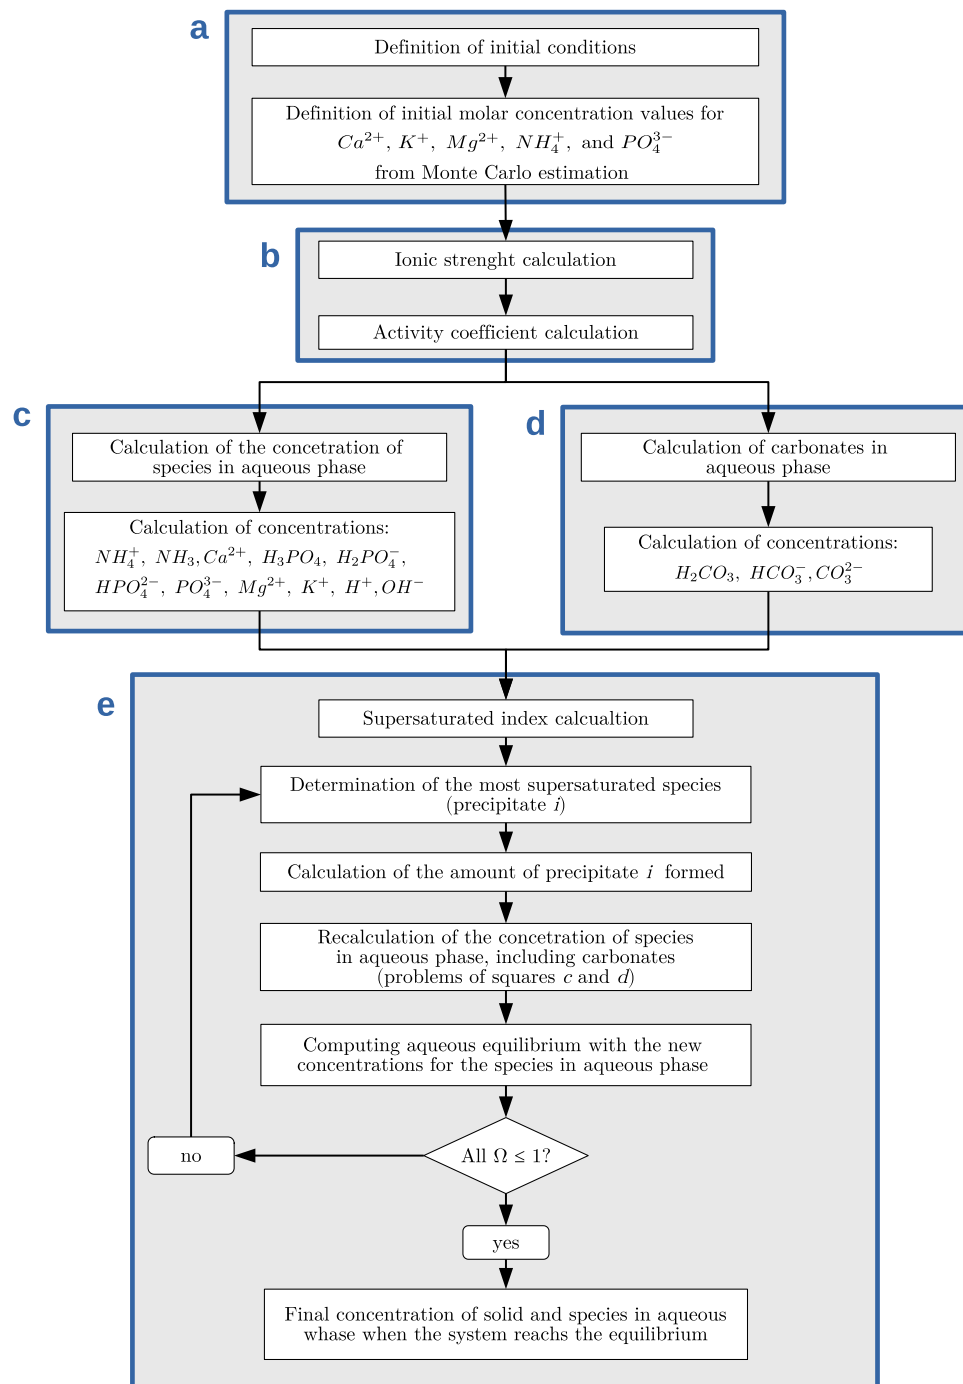 a
Definition of initial conditions
Definition of initial molar concentration values for
Ca²⁺, K⁺, Mg²⁺, NH₄⁺, and PO₄³⁻
from Monte Carlo estimation
b
Ionic strenght calculation
Activity coefficient calculation
c
Calculation of the concetration of
species in aqueous phase
Calculation of concentrations:
NH₄⁺, NH₃, Ca²⁺, H₃PO₄, H₂PO₄⁻,
HPO₄²⁻, PO₄³⁻, Mg²⁺, K⁺, H⁺, OH⁻
d
Calculation of carbonates in
aqueous phase
Calculation of concentrations:
H₂CO₃, HCO₃⁻, CO₃²⁻
e
Supersaturated index calcualtion
Determination of the most supersaturated species
(precipitate i)
Calculation of the amount of precipitate i formed
Recalculation of the concetration of species
in aqueous phase, including carbonates
(problems of squares c and d)
Computing aqueous equilibrium with the new
concentrations for the species in aqueous phase
All Ω ≤ 1?
no
yes
Final concentration of solid and species in aqueous
whase when the system reachs the equilibrium